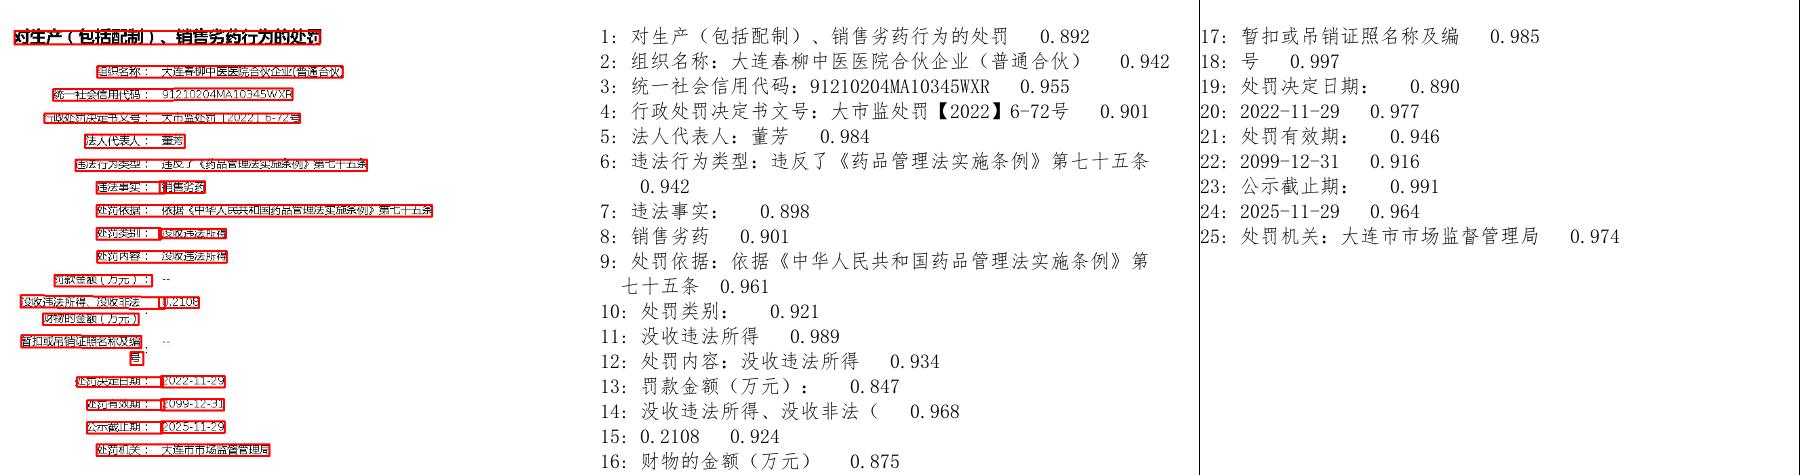 对生产（包括配制）、销售劣药行为的处罚
组织名称： 大连春柳中医医院合伙企业(普通合伙)
统一社会信用代码： 91210204MA10345WXR
行政处罚决定书文号： 大市监处罚【2022】6-72号
法人代表人： 董芳
违法行为类型： 违反了《药品管理法实施条例》第七十五条
违法事实： 销售劣药
处罚依据： 依据《中华人民共和国药品管理法实施条例》第七十五条
处罚类别： 没收违法所得
处罚内容： 没收违法所得
罚款金额（万元）： --
没收违法所得、没收非法 0.2108
财物的金额（万元）：
暂扣或吊销证照名称及编 --
号：
处罚决定日期： 2022-11-29
处罚有效期： 2099-12-31
公示截止期： 2025-11-29
处罚机关： 大连市市场监督管理局
1: 对生产（包括配制）、销售劣药行为的处罚 0.892
2: 组织名称：大连春柳中医医院合伙企业（普通合伙） 0.942
3: 统一社会信用代码：91210204MA10345WXR 0.955
4: 行政处罚决定书文号：大市监处罚【2022】6-72号 0.901
5: 法人代表人：董芳 0.984
6: 违法行为类型：违反了《药品管理法实施条例》第七十五条
0.942
7: 违法事实： 0.898
8: 销售劣药 0.901
9: 处罚依据：依据《中华人民共和国药品管理法实施条例》第
七十五条 0.961
10: 处罚类别： 0.921
11: 没收违法所得 0.989
12: 处罚内容：没收违法所得 0.934
13: 罚款金额（万元）： 0.847
14: 没收违法所得、没收非法（ 0.968
15: 0.2108 0.924
16: 财物的金额（万元） 0.875
17: 暂扣或吊销证照名称及编 0.985
18: 号 0.997
19: 处罚决定日期： 0.890
20: 2022-11-29 0.977
21: 处罚有效期： 0.946
22: 2099-12-31 0.916
23: 公示截止期： 0.991
24: 2025-11-29 0.964
25: 处罚机关：大连市市场监督管理局 0.974